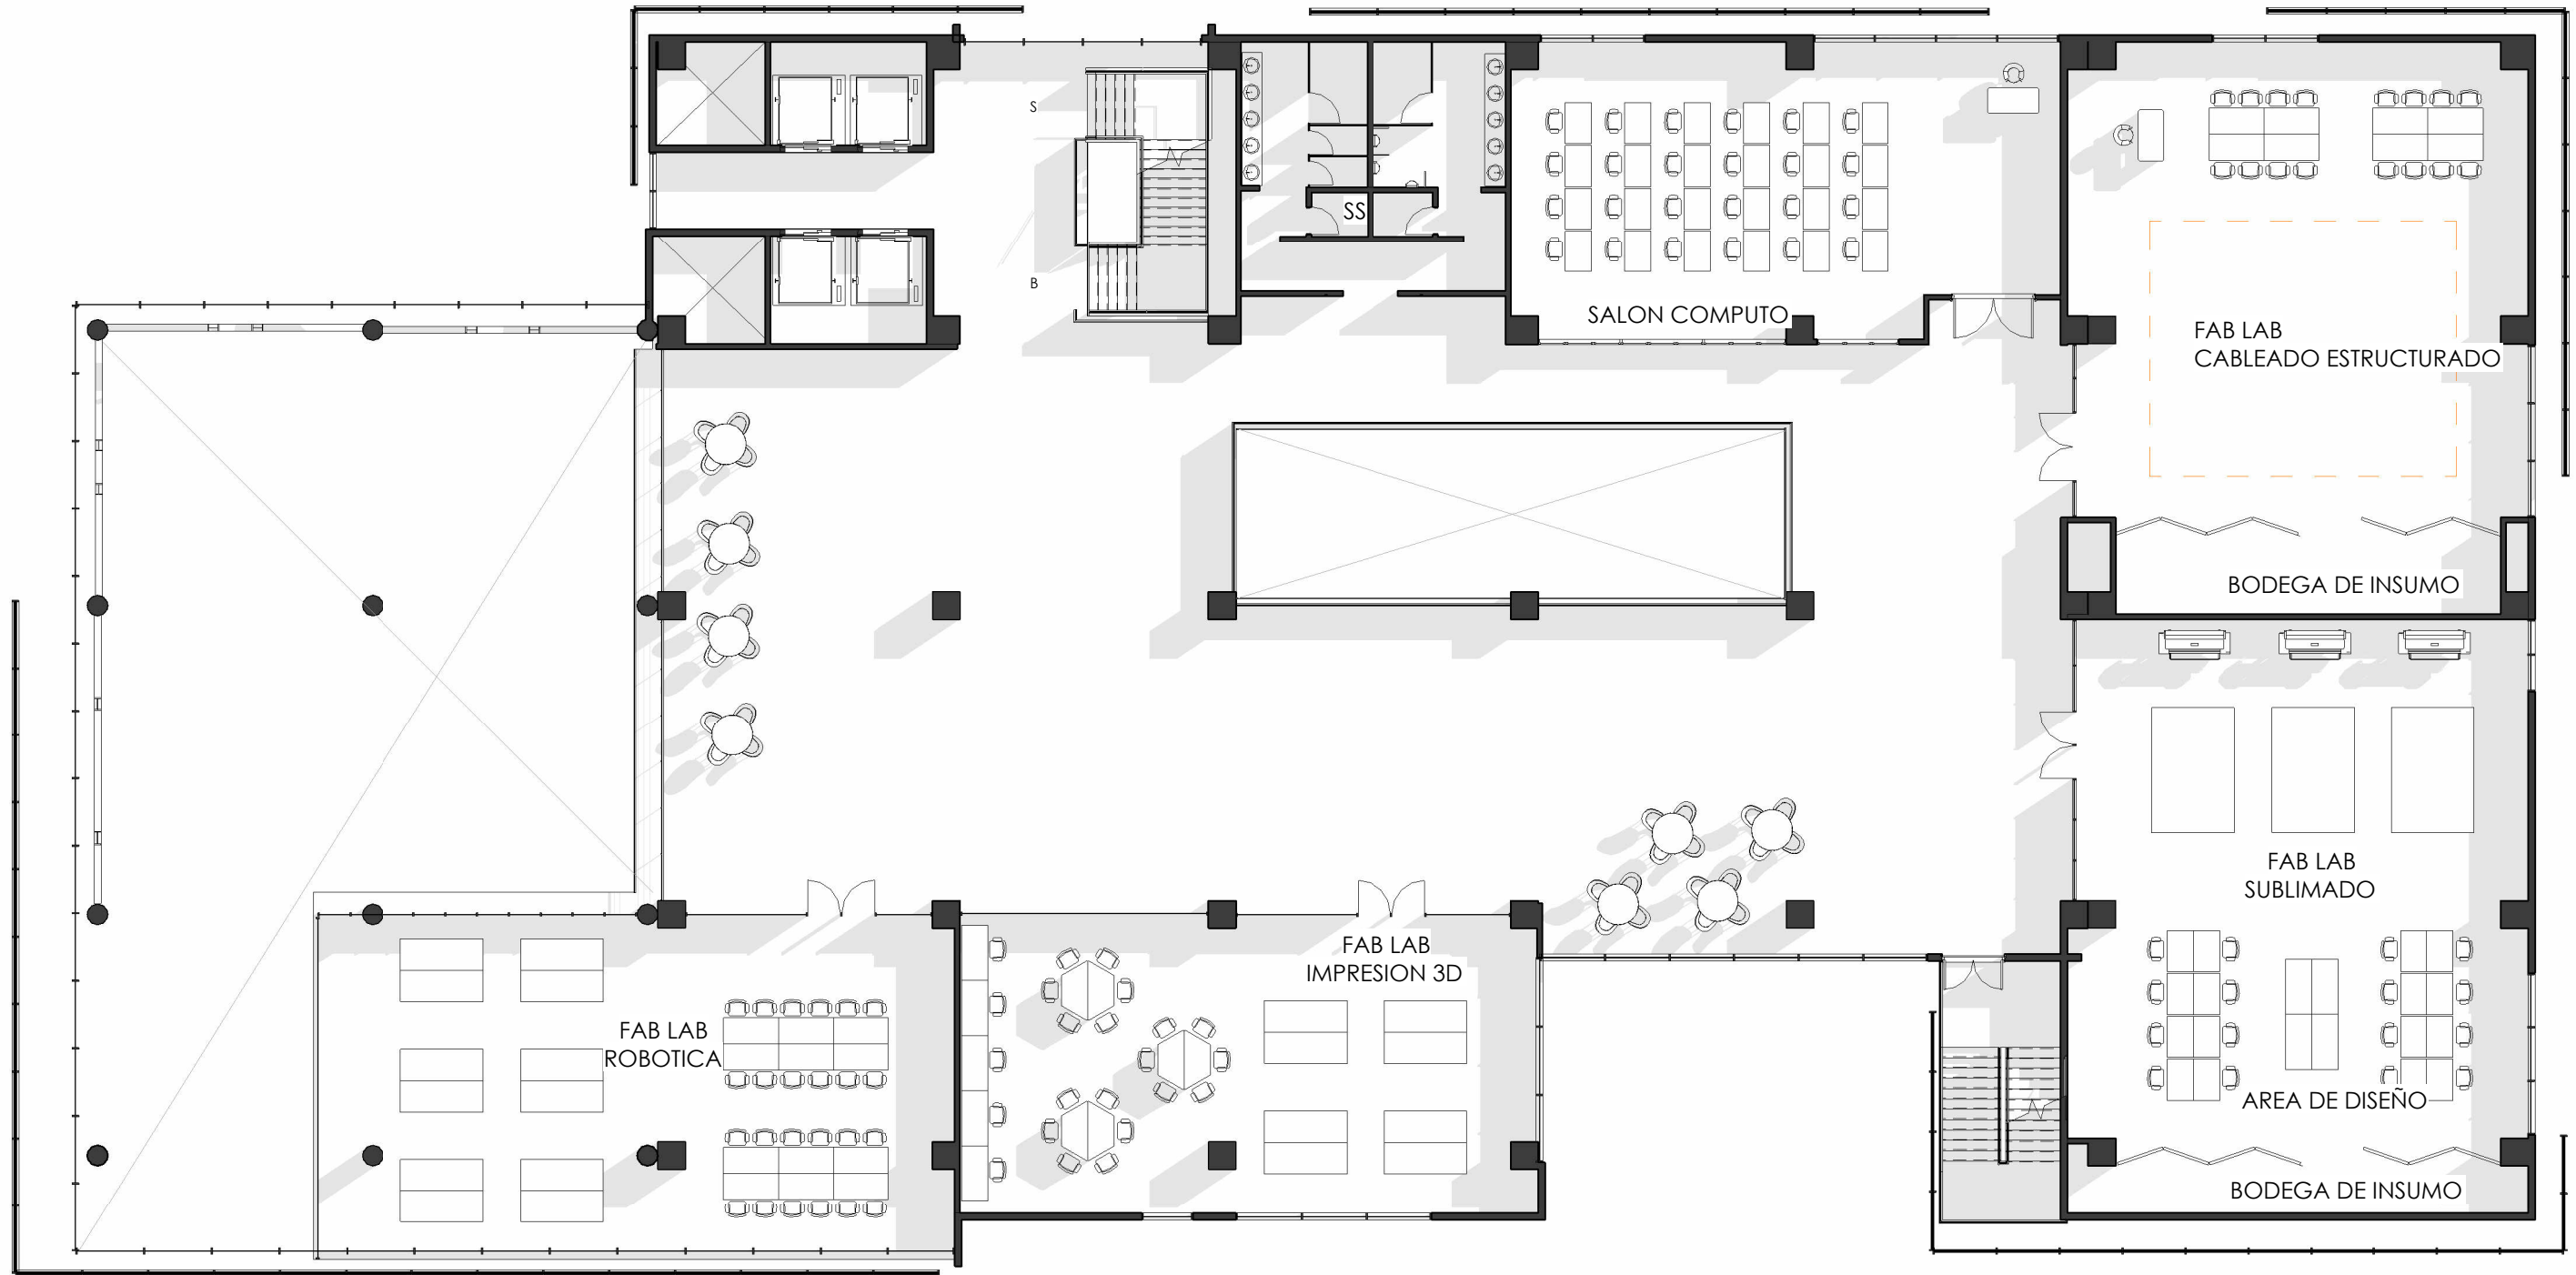 S
SS
B
SALON COMPUTO
FAB LAB
CABLEADO ESTRUCTURADO
BODEGA DE INSUMO
FAB LAB
SUBLIMADO
FAB LAB
IMPRESION 3D
FAB LAB
ROBOTICA
AREA DE DISEÑO
BODEGA DE INSUMO